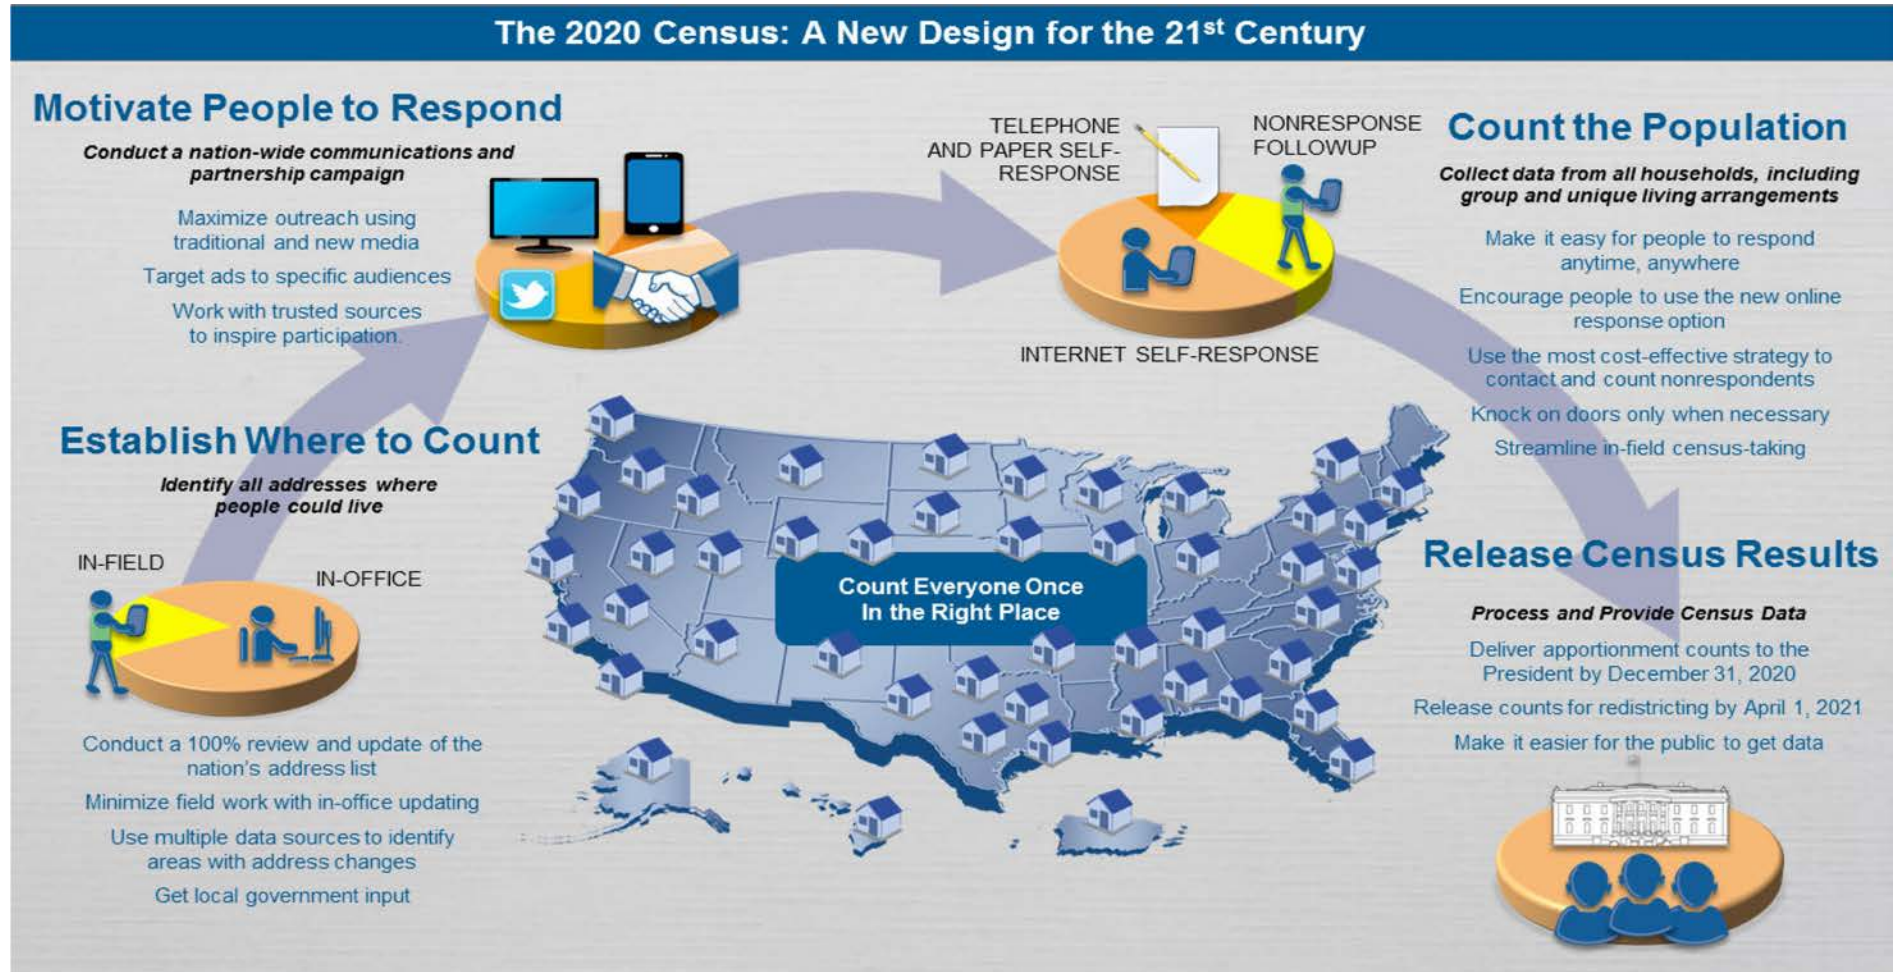 The 2020 Census: A New Design for the 21st Century
Motivate People to Respond
Conduct a nation-wide communications and
partnership campaign
Maximize outreach using
traditional and new media
Target ads to specific audiences
Work with trusted sources
to inspire participation.
Establish Where to Count
Identify all addresses where
people could live
IN-FIELD
IN-OFFICE
Conduct a 100% review and update of the
nation's address list
Minimize field work with in-office updating
Use multiple data sources to identify
areas with address changes
Get local government input
TELEPHONE
AND PAPER SELF-
RESPONSE
NONRESPONSE
FOLLOWUP
INTERNET SELF-RESPONSE
Count Everyone Once
In the Right Place
Count the Population
Collect data from all households, including
group and unique living arrangements
Make it easy for people to respond
anytime, anywhere
Encourage people to use the new online
response option
Use the most cost-effective strategy to
contact and count nonrespondents
Knock on doors only when necessary
Streamline in-field census-taking
Release Census Results
Process and Provide Census Data
Deliver apportionment counts to the
President by December 31, 2020
Release counts for redistricting by April 1, 2021
Make it easier for the public to get data